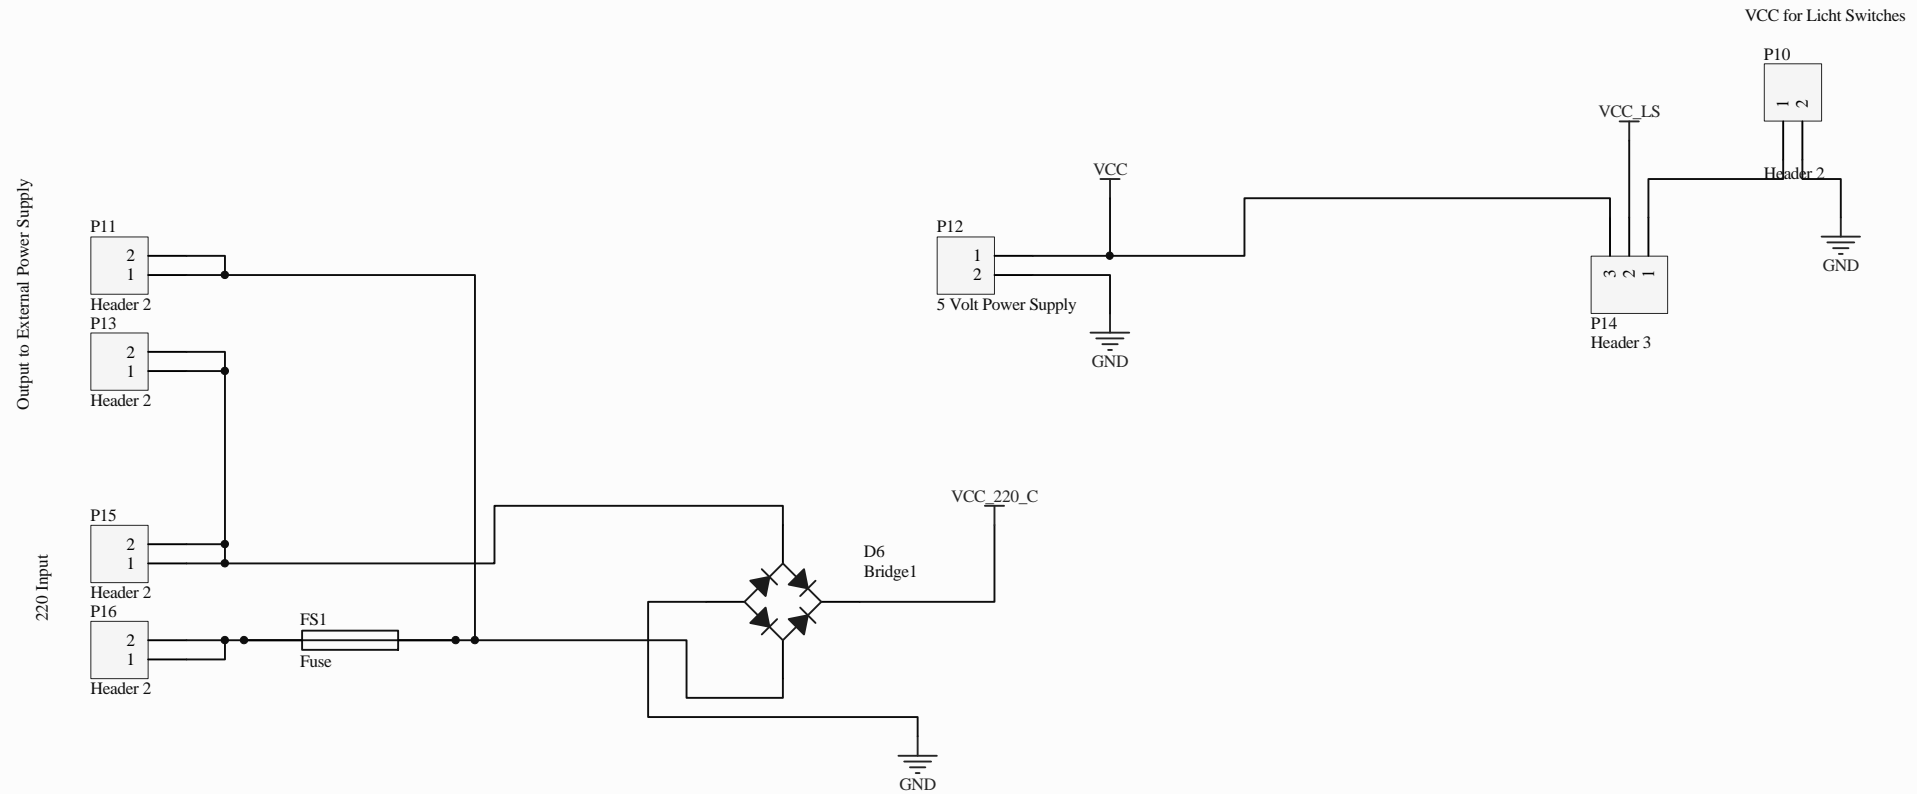 VCC for Licht Switches
P10
1
2
Header 2
GND
VCC_LS
3
2
1
P14
Header 3
VCC
P12
1
2
5 Volt Power Supply
GND
Output to External Power Supply
P11
2
1
Header 2
P13
2
1
Header 2
220 Input
P15
2
1
Header 2
P16
2
1
Header 2
FS1
Fuse
D6
Bridge1
VCC_220_C
GND